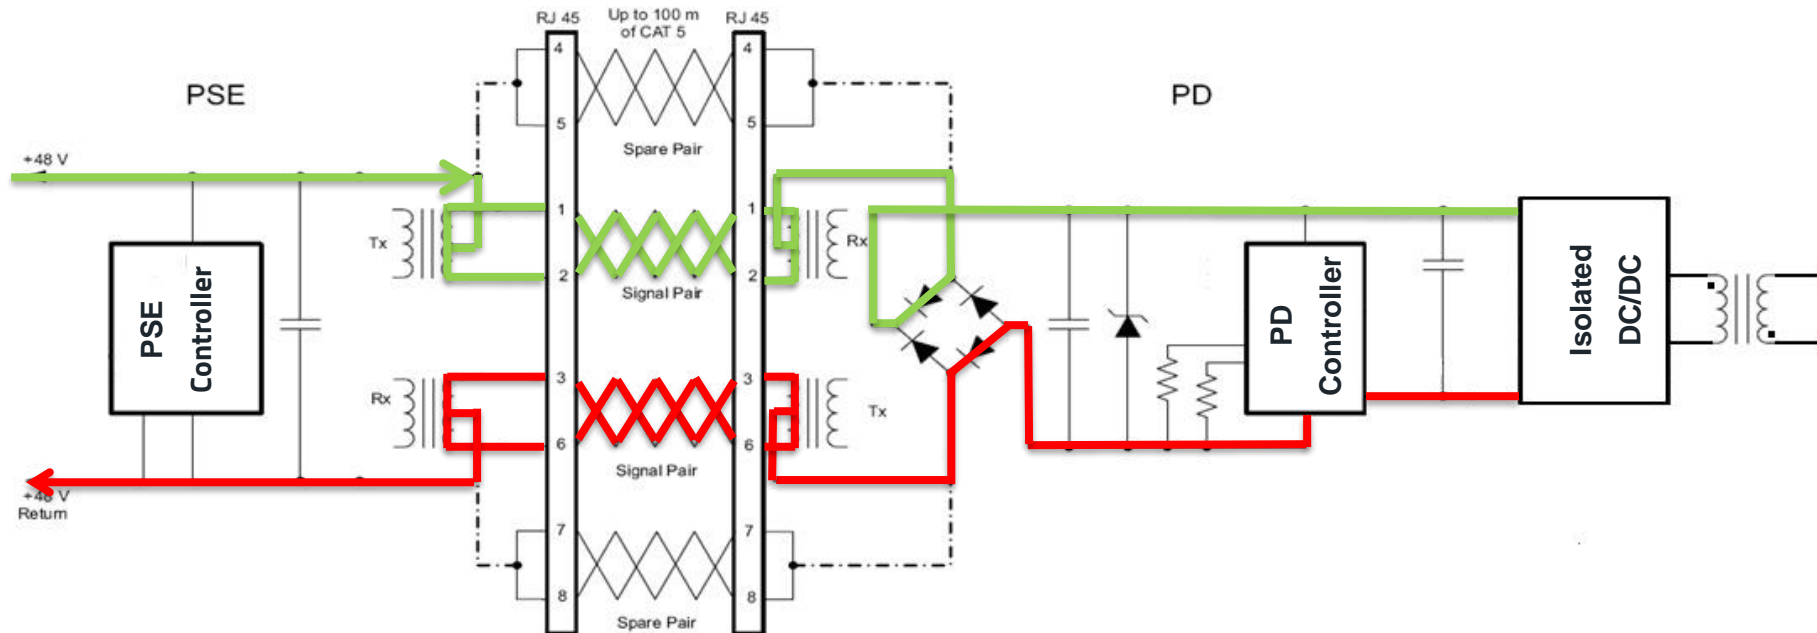 RJ 45
Up to 100 m
of CAT 5
RJ 45
4
4
PSE
PD
5
5
Spare Pair
+48 V
1
1
Tx
Rx
2
2
Signal Pair
PSE
Controller
PD
Controller
Isolated
DC/DC
3
3
Rx
Tx
6
6
Signal Pair
+48 V
Return
7
7
8
8
Spare Pair